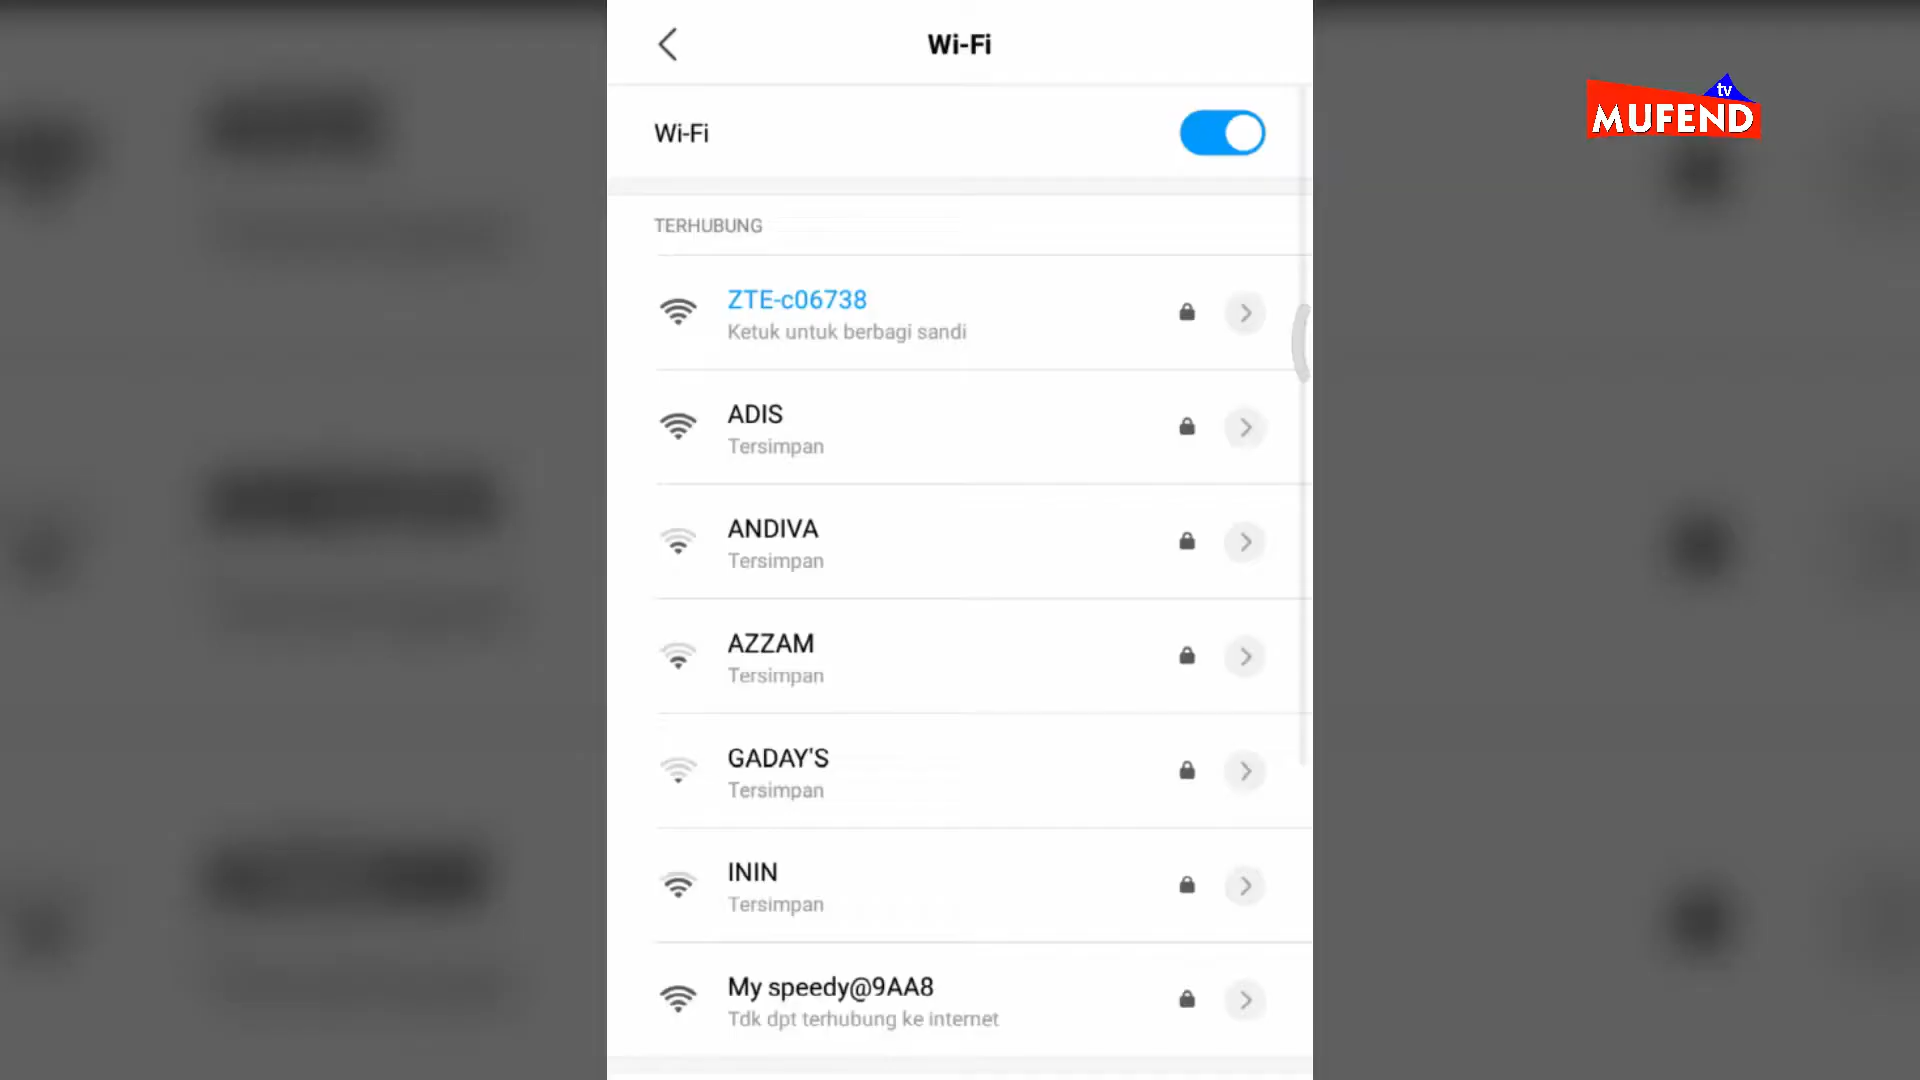 Wi-Fi
tv
MUFEND
Wi-Fi
TERHUBUNG
ZTE-c06738
Ketuk untuk berbagi sandi
ADIS
Tersimpan
ANDIVA
Tersimpan
AZZAM
Tersimpan
GADAY'S
Tersimpan
ININ
Tersimpan
My speedy@9AA8
Tdk dpt terhubung ke internet